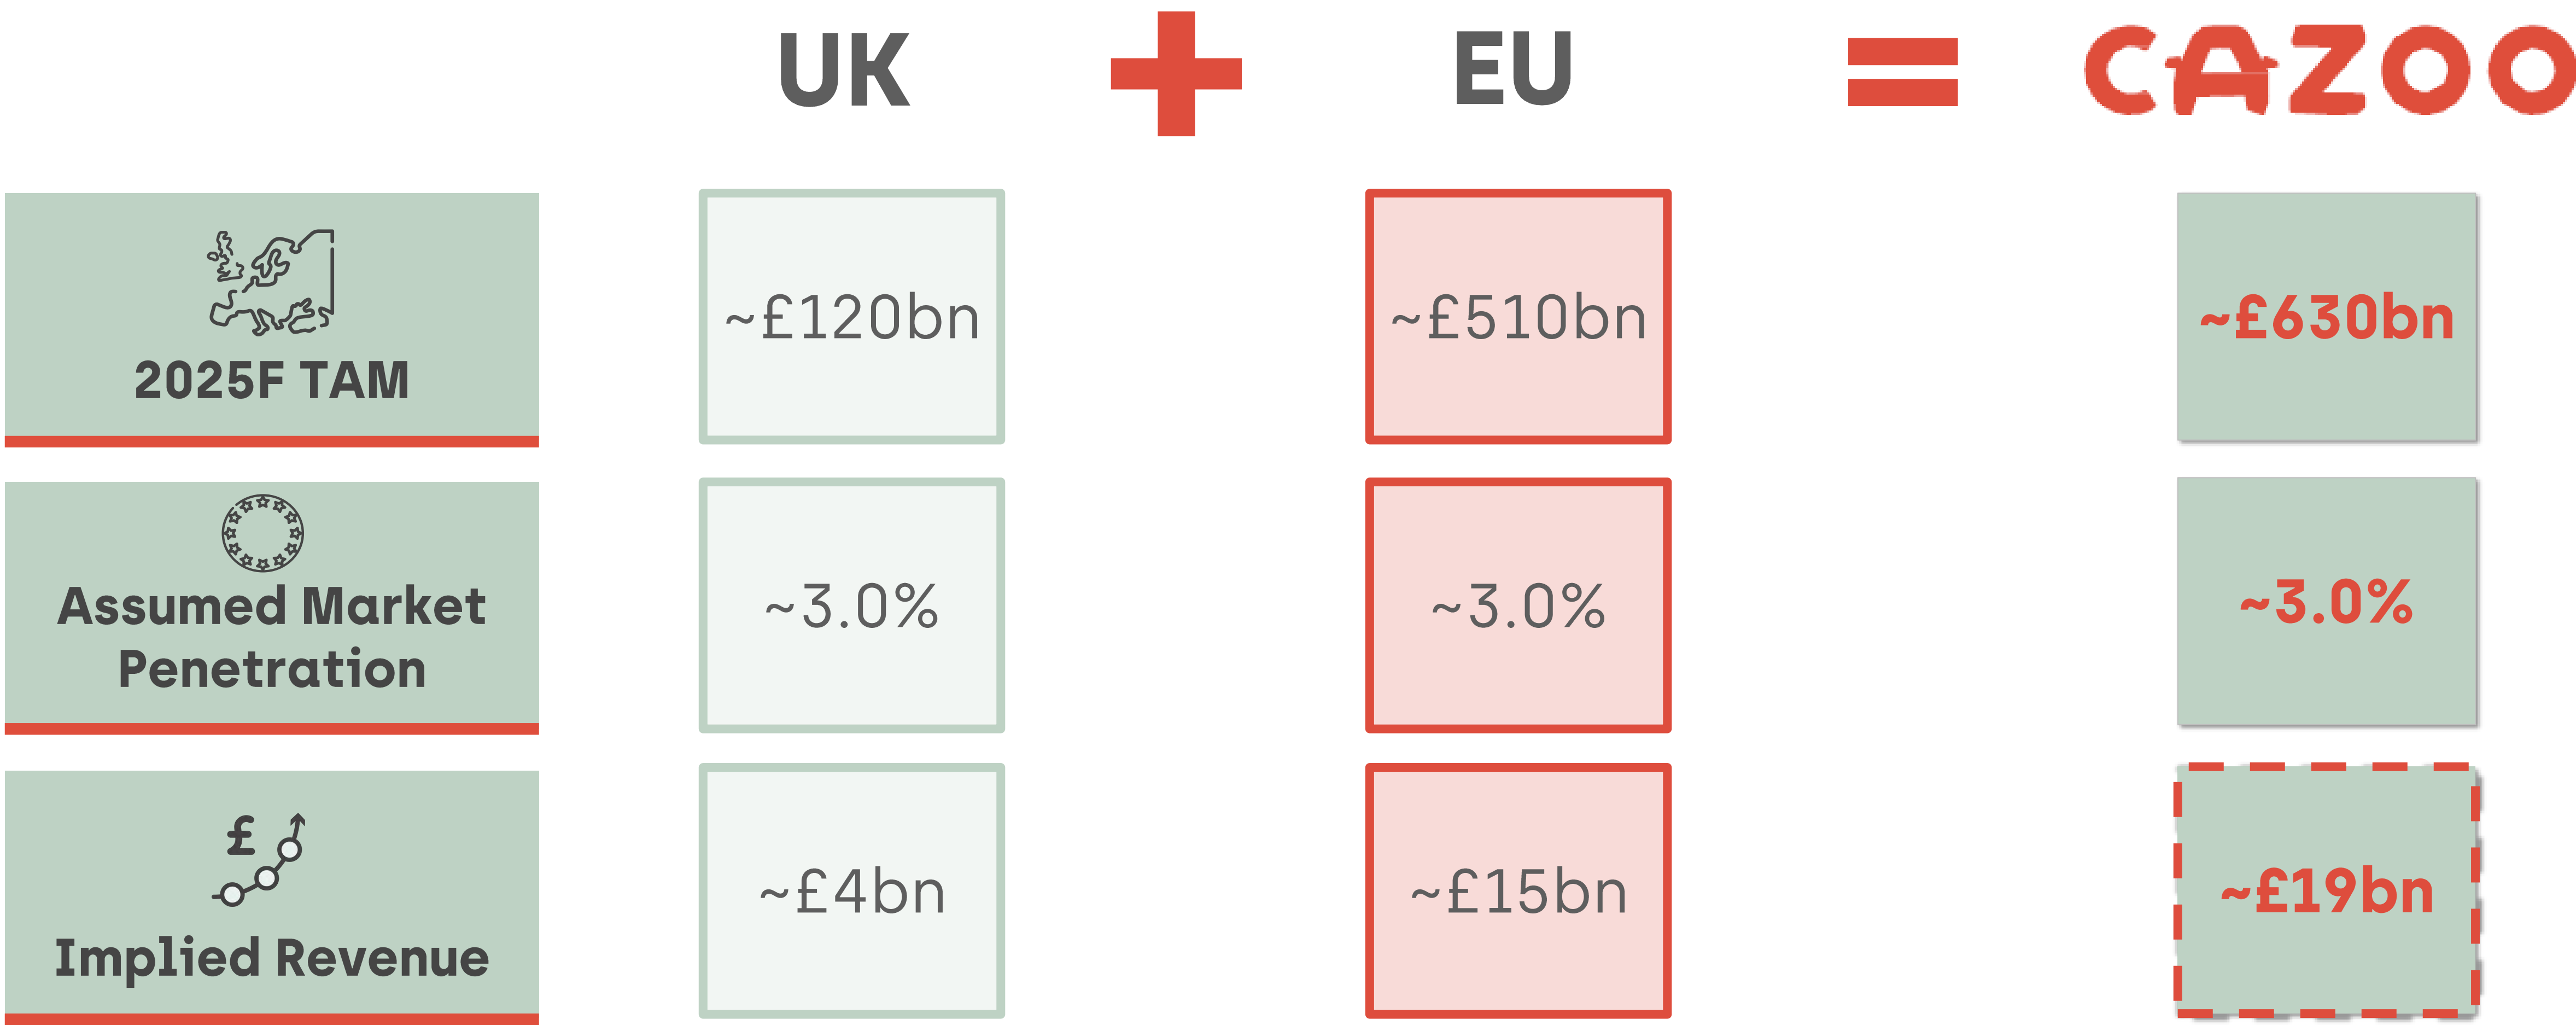 UK + EU = CAZOO
2025F TAM
~£120bn
~£510bn
~£630bn
Assumed Market
Penetration
~3.0%
~3.0%
~3.0%
£
Implied Revenue
~£4bn
~£15bn
~£19bn